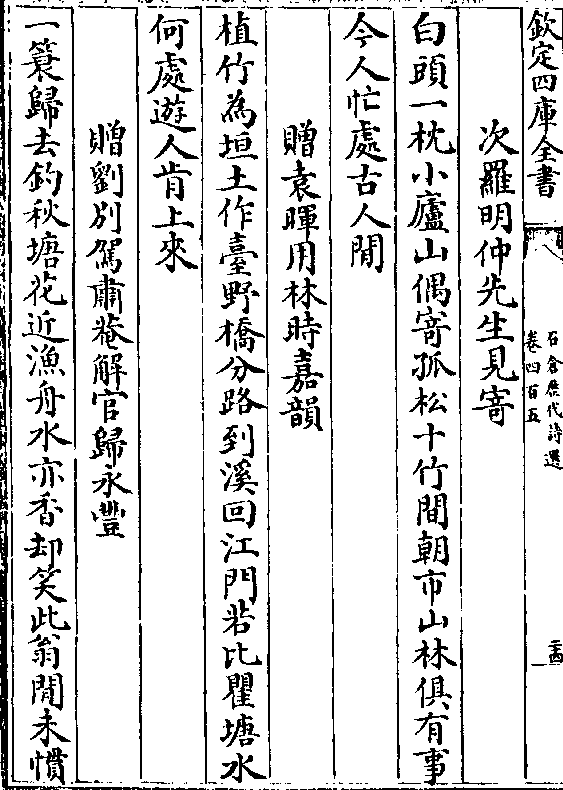 欽定四庫全書
石倉歷代詩選
卷四百五
二十四
次羅明仲先生見寄
白頭一枕小廬山偶寄孤松十竹間朝市山林俱有事
今人忙處古人閒
贈袁暉用林時嘉韻
植竹為垣土作臺野橋分路到溪回江門若比瞿塘水
何處遊人肯上來
贈劉別駕肅菴解官歸永豐
一簑歸去釣秋塘花近漁舟水亦香却笑此翁閒未慣